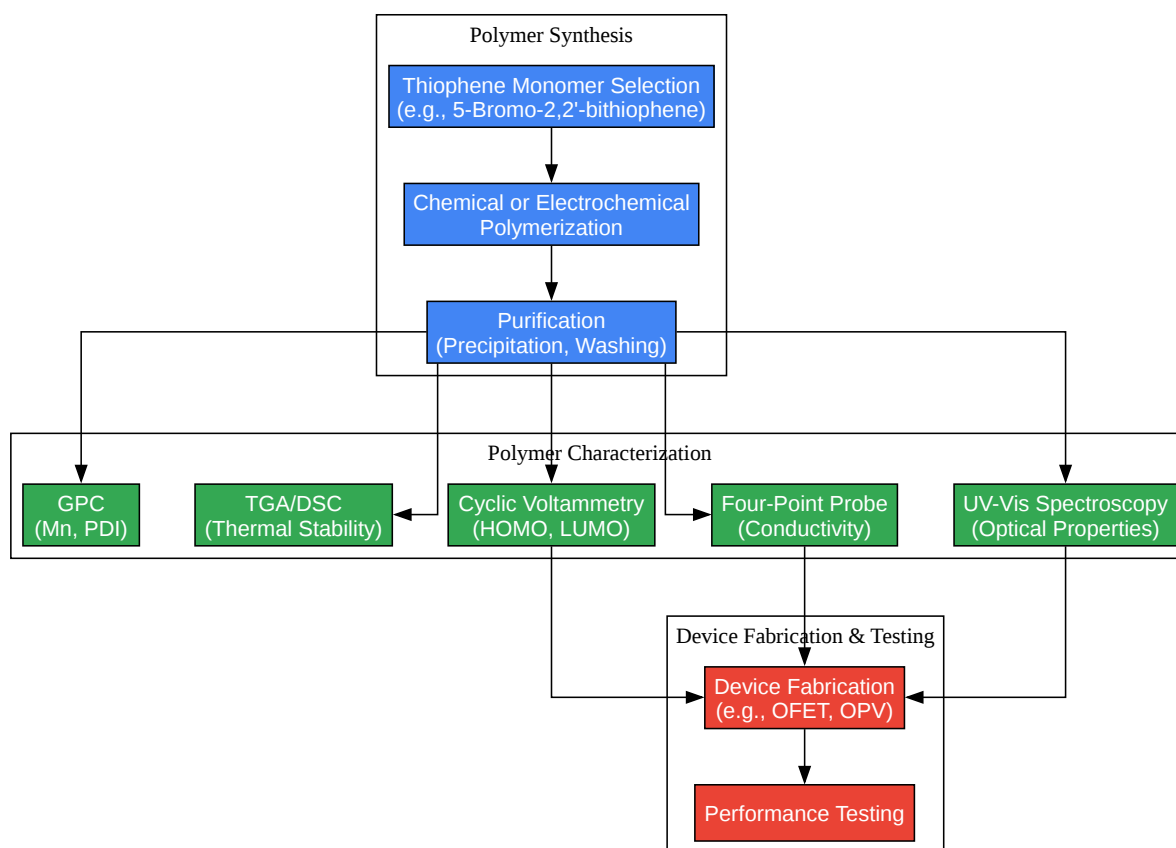 Polymer Synthesis
Thiophene Monomer Selection
(e.g., 5-Bromo-2,2'-bithiophene)
Chemical or Electrochemical
Polymerization
Purification
(Precipitation, Washing)
Polymer Characterization
GPC
(Mn, PDI)
TGA/DSC
(Thermal Stability)
Cyclic Voltammetry
(HOMO, LUMO)
Four-Point Probe
(Conductivity)
UV-Vis Spectroscopy
(Optical Properties)
Device Fabrication & Testing
Device Fabrication
(e.g., OFET, OPV)
Performance Testing